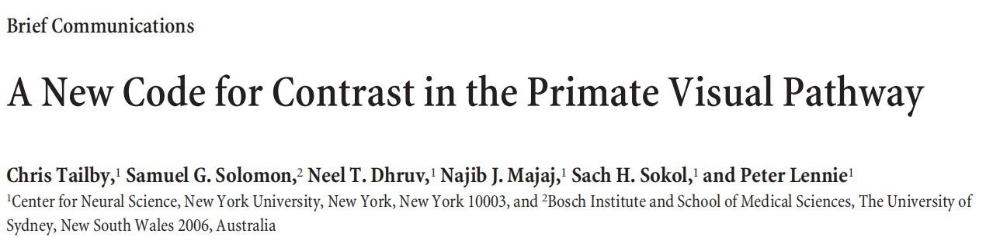 Brief Communications
A New Code for Contrast in the Primate Visual Pathway
Chris Tailby,¹ Samuel G. Solomon,² Neel T. Dhruv,¹ Najib J. Majaj,¹ Sach H. Sokol,¹ and Peter Lennie¹
¹Center for Neural Science, New York University, New York, New York 10003, and ²Bosch Institute and School of Medical Sciences, The University of
Sydney, New South Wales 2006, Australia